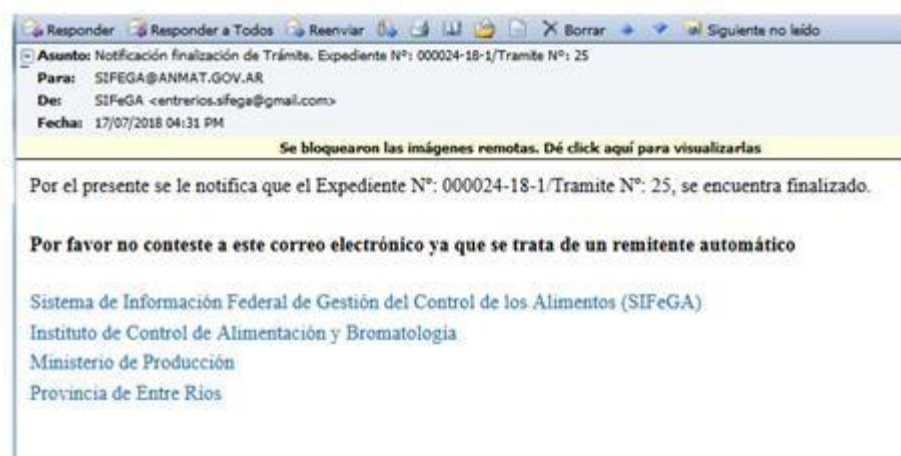 Responder Responder a Todos Reenviar Borrar Siguiente no leído
Asunto: Notificación finalización de Trámite. Expediente Nº: 000024-18-1/Tramite Nº: 25
Para: SIFEGA@ANMAT.GOV.AR
De: SIFeGA <entrerios.sifega@gmail.com>
Fecha: 17/07/2018 04:31 PM
Se bloquearon las imágenes remotas. Dé click aquí para visualizarlas
Por el presente se le notifica que el Expediente Nº: 000024-18-1/Tramite Nº: 25, se encuentra finalizado.
Por favor no conteste a este correo electrónico ya que se trata de un remitente automático
Sistema de Información Federal de Gestión del Control de los Alimentos (SIFeGA)
Instituto de Control de Alimentación y Bromatología
Ministerio de Producción
Provincia de Entre Ríos